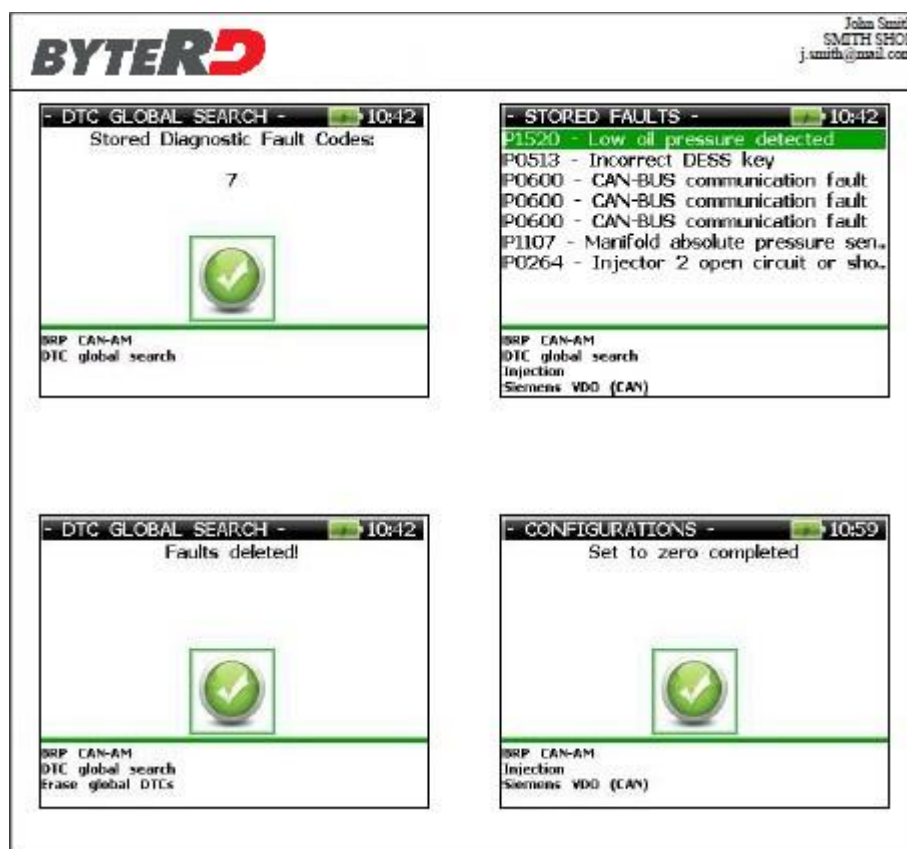 BYTERD
John Smith
SMITH SHOP
j.smith@mail.com
- DTC GLOBAL SEARCH - 10:42
Stored Diagnostic Fault Codes:
7
BRP CAN-AM
DTC global search
- STORED FAULTS - 10:42
P1520 - Low oil pressure detected
P0513 - Incorrect DESS key
P0600 - CAN-BUS communication fault
P0600 - CAN-BUS communication fault
P0600 - CAN-BUS communication fault
P1107 - Manifold absolute pressure sen..
P0264 - Injector 2 open circuit or sho..
BRP CAN-AM
DTC global search
Injection
Siemens VDO (CAN)
- DTC GLOBAL SEARCH - 10:42
Faults deleted!
BRP CAN-AM
DTC global search
Erase global DTCs
- CONFIGURATIONS - 10:59
Set to zero completed
BRP CAN-AM
Injection
Siemens VDO (CAN)